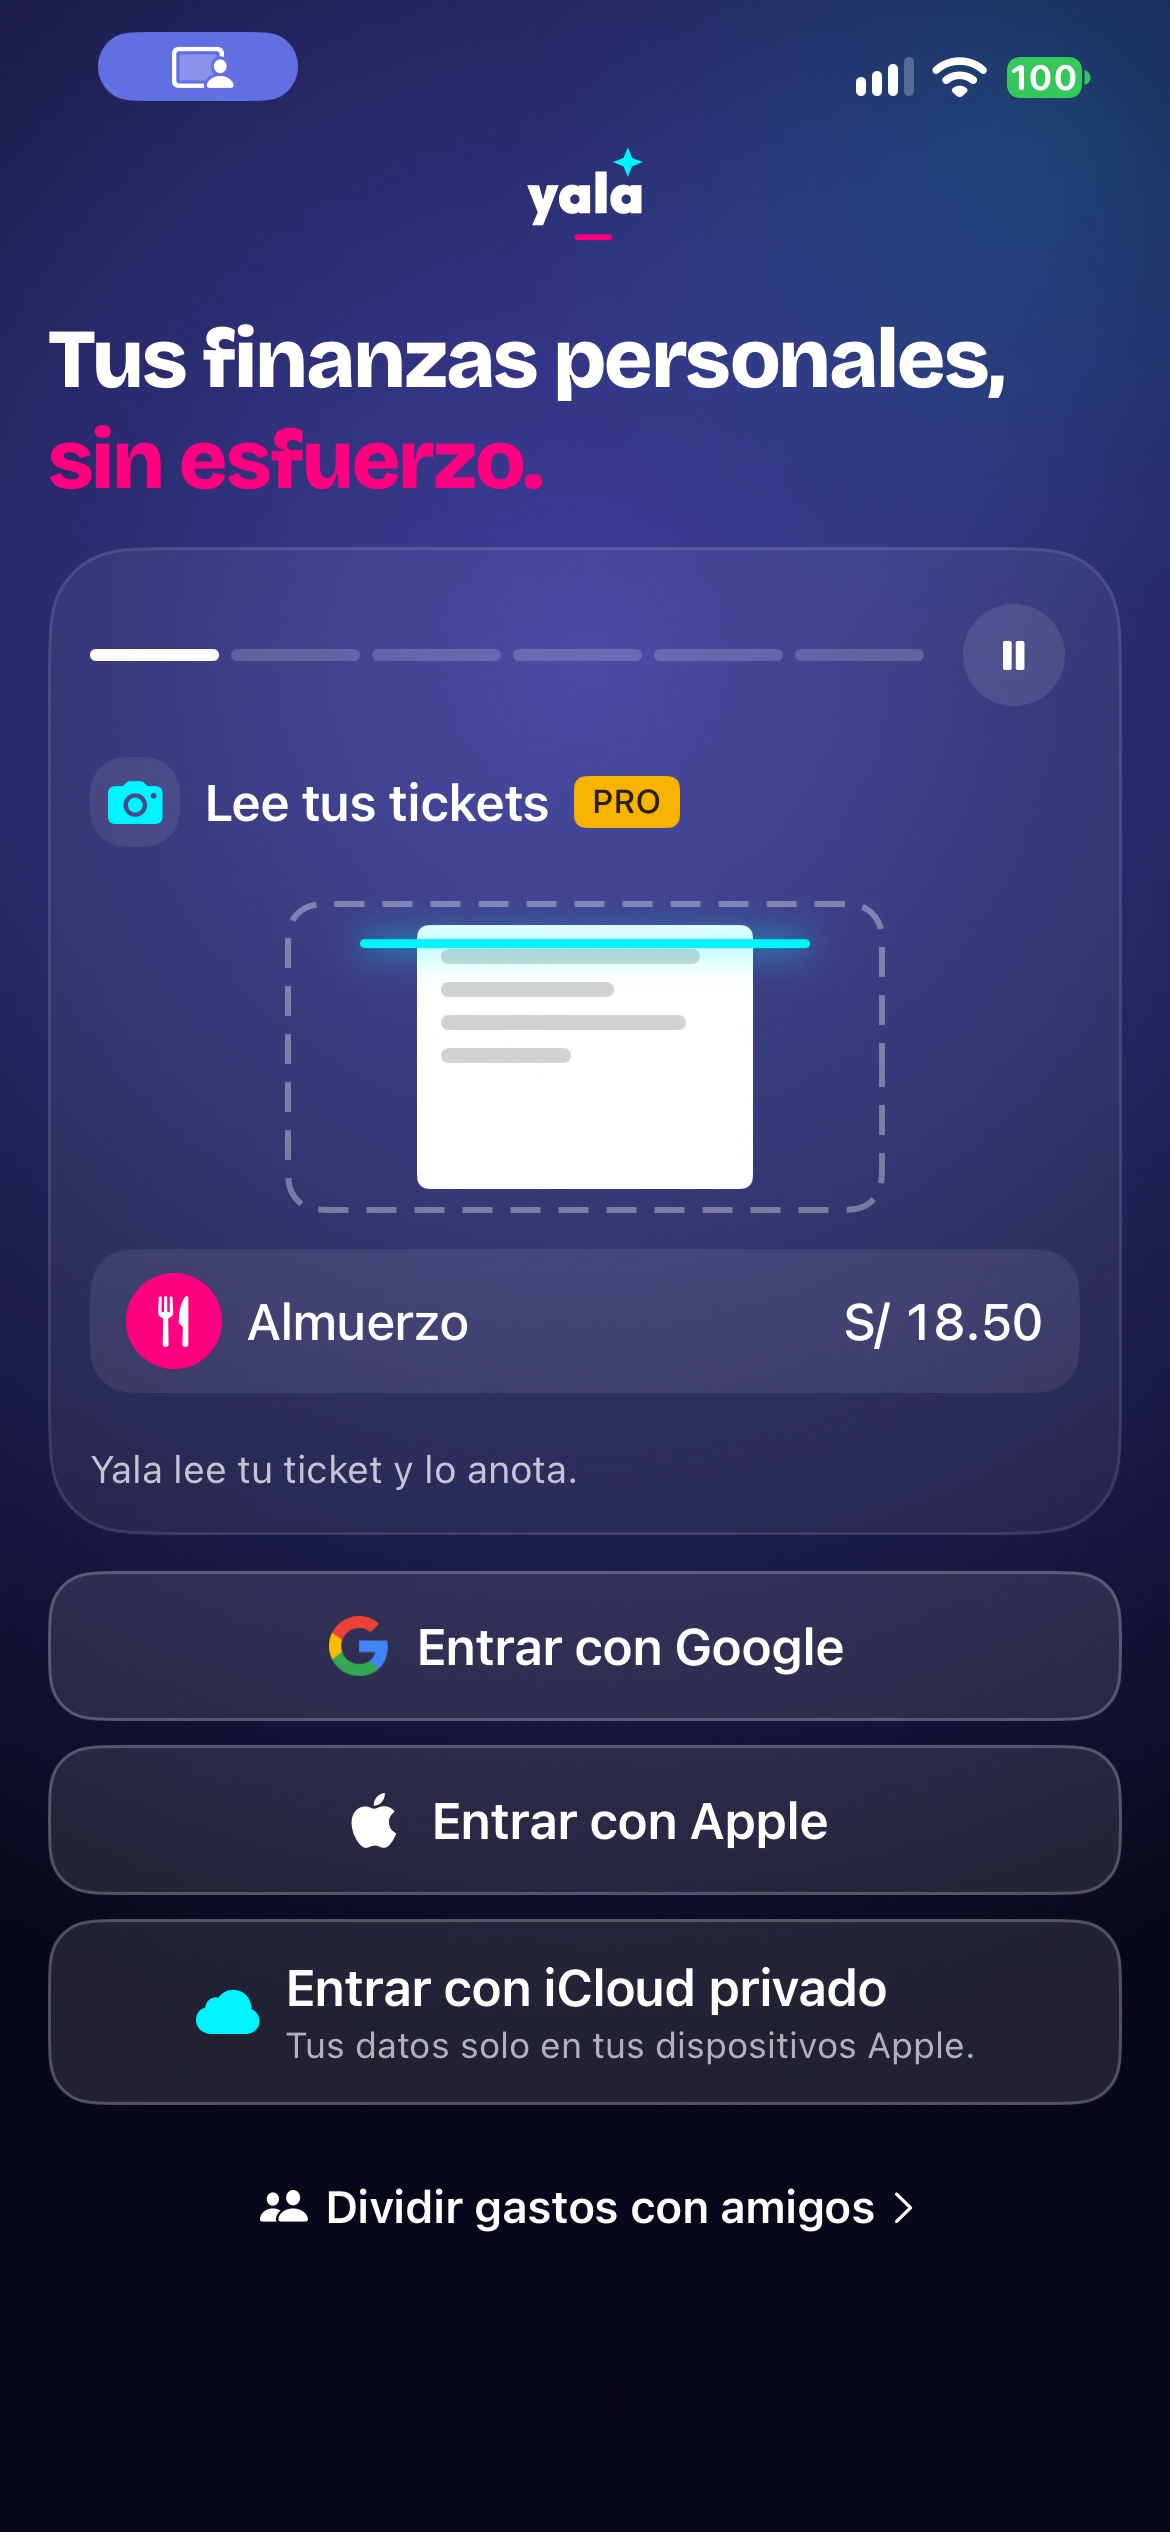 100
yala
Tus finanzas personales,
sin esfuerzo.
Lee tus tickets PRO
Almuerzo S/ 18.50
Yala lee tu ticket y lo anota.
Entrar con Google
Entrar con Apple
Entrar con iCloud privado
Tus datos solo en tus dispositivos Apple.
Dividir gastos con amigos